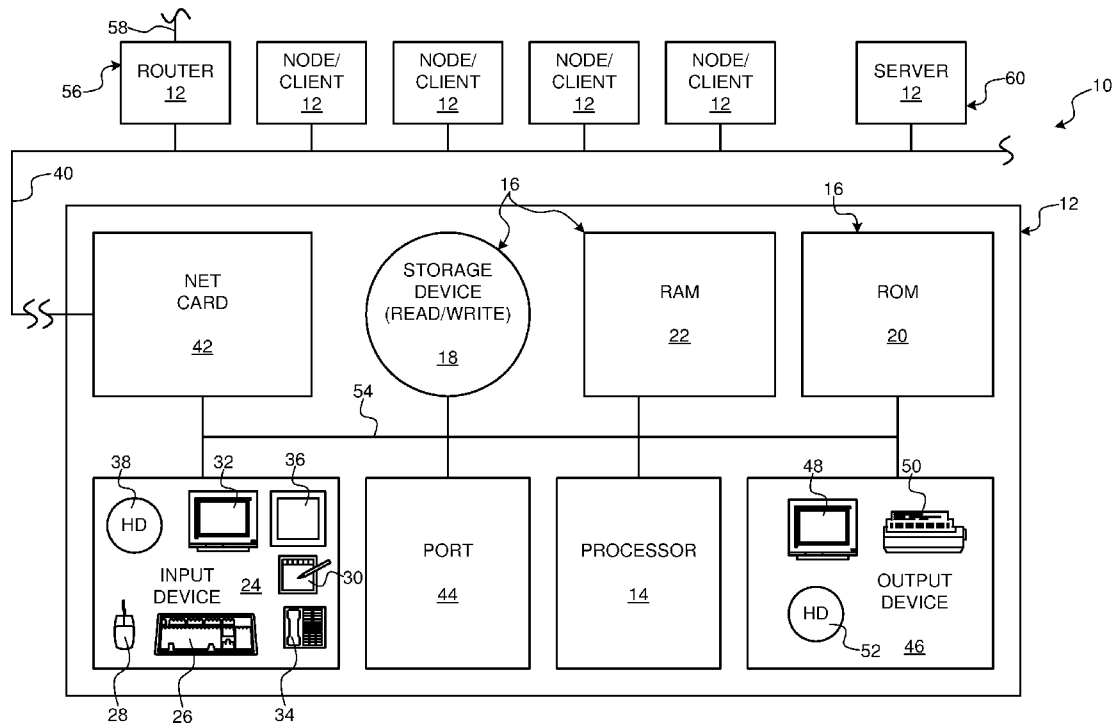 58
ROUTER
12
56
NODE/
CLIENT
12
NODE/
CLIENT
12
NODE/
CLIENT
12
NODE/
CLIENT
12
SERVER
12
60
10
40
16
16
12
NET
CARD
42
STORAGE
DEVICE
(READ/WRITE)
18
RAM
22
ROM
20
54
38
32
36
HD
INPUT
DEVICE
24
30
28
26
34
PORT
44
PROCESSOR
14
48
50
OUTPUT
DEVICE
HD
52
46